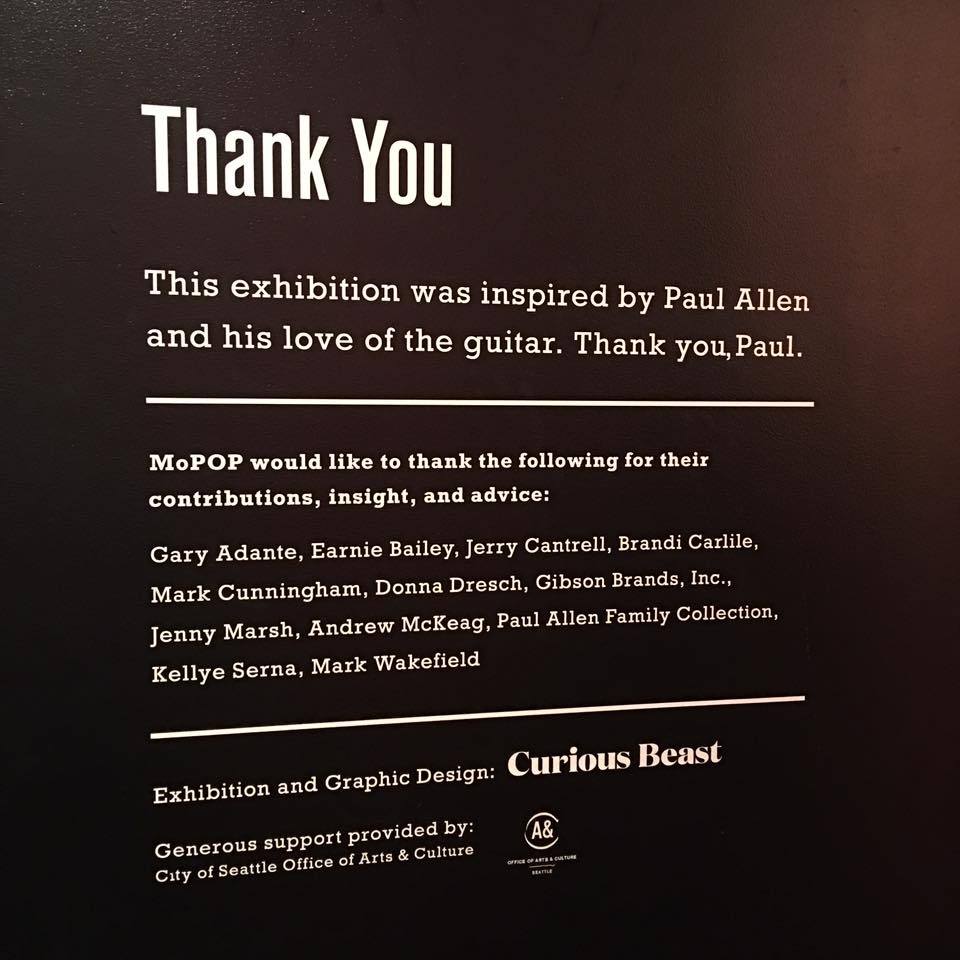 Thank You
This exhibition was inspired by Paul Allen
and his love of the guitar. Thank you, Paul.
MoPOP would like to thank the following for their
contributions, insight, and advice:
Gary Adante, Earnie Bailey, Jerry Cantrell, Brandi Carlile,
Mark Cunningham, Donna Dresch, Gibson Brands, Inc.,
Jenny Marsh, Andrew McKeag, Paul Allen Family Collection,
Kellye Serna, Mark Wakefield
Exhibition and Graphic Design: Curious Beast
Generous support provided by:
City of Seattle Office of Arts & Culture
A&
OFFICE OF ARTS & CULTURE
SEATTLE